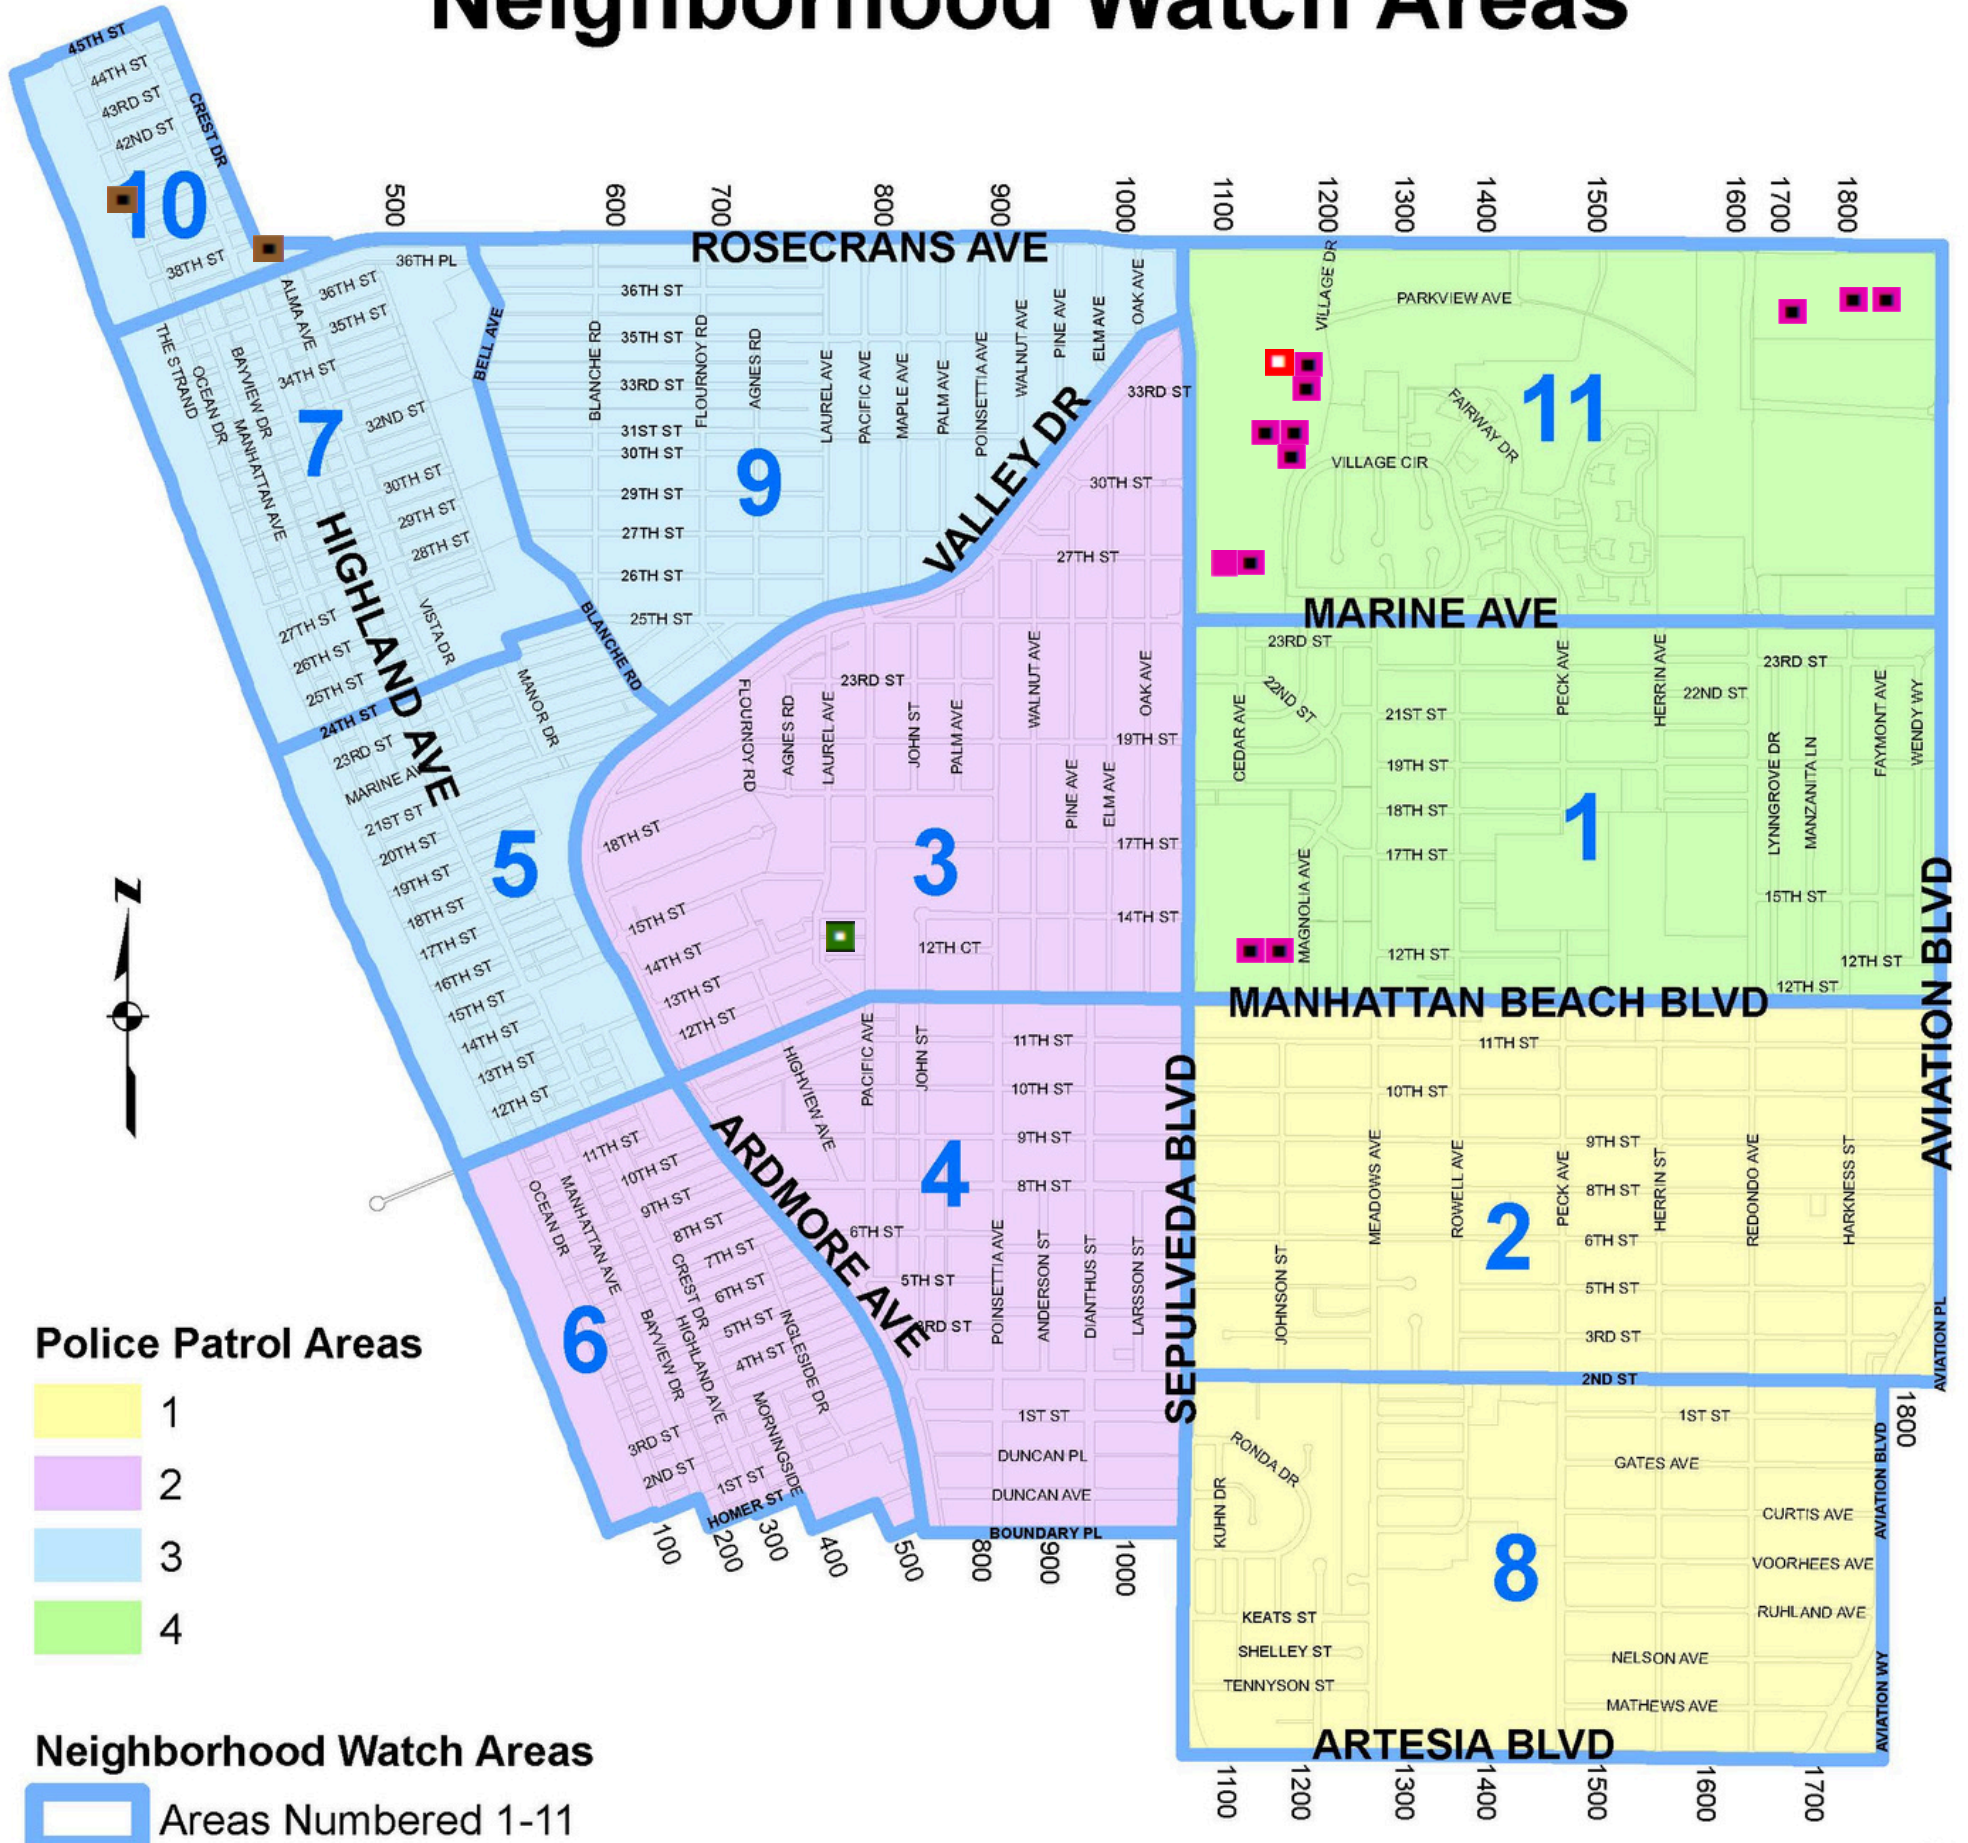 Neighborhood Watch Areas
45TH ST
44TH ST
43RD ST
42ND ST
CREST DR
10
38TH ST
500
600
700
800
900
1000
1100
12000
13000
14000
15000
16000
17000
18000
ROSECRANS AVE
36TH PL
ALMA AVE
36TH ST
35TH ST
34TH ST
32ND ST
30TH ST
29TH ST
28TH ST
THE STRAND
OCEAN DR
BAYVIEW DR
MANHATTAN AVE
7
HIGHLAND AVE
VISTA DR
27TH ST
26TH ST
25TH ST
24TH ST
BELL AVE
BLANCHE RD
36TH ST
35TH ST
33RD ST
31ST ST
30TH ST
29TH ST
27TH ST
26TH ST
25TH ST
BLANCHE RD
FLOURNOY RD
AGNES RD
LAUREL AVE
PACIFIC AVE
MAPLE AVE
PALM AVE
POINSETTIA AVE
WALNUT AVE
PINE AVE
ELM AVE
OAK AVE
9
VALLEY DR
33RD ST
30TH ST
27TH ST
VILLAGE DR
PARKVIEW AVE
FAIRWAY DR
VILLAGE CIR
11
MARINE AVE
23RD ST
MARINE AVE
21ST ST
20TH ST
19TH ST
18TH ST
17TH ST
16TH ST
15TH ST
14TH ST
13TH ST
12TH ST
MANOR DR
5
18TH ST
15TH ST
14TH ST
13TH ST
12TH ST
FLOURNOY RD
AGNES RD
LAUREL AVE
23RD ST
JOHN ST
PALM AVE
WALNUT AVE
PINE AVE
ELM AVE
OAK AVE
19TH ST
17TH ST
14TH ST
12TH CT
3
23RD ST
22ND ST
CEDAR AVE
21ST ST
19TH ST
18TH ST
17TH ST
12TH ST
MAGNOLIA AVE
PECK AVE
HERRIN AVE
22ND ST
23RD ST
LYNNGROVE DR
MANZANITA LN
FAYMONT AVE
WENDY WY
15TH ST
12TH ST
12TH ST
1
MANHATTAN BEACH BLVD
AVIATION BLVD
Z
HIGHVIEW AVE
PACIFIC AVE
JOHN ST
11TH ST
10TH ST
9TH ST
8TH ST
6TH ST
5TH ST
3RD ST
POINSETTIA AVE
ANDERSON ST
DIANTHUS ST
LARSSON ST
1ST ST
DUNCAN PL
DUNCAN AVE
BOUNDARY PL
4
ARDMORE AVE
SEPULVEDA BLVD
11TH ST
10TH ST
9TH ST
8TH ST
7TH ST
6TH ST
5TH ST
4TH ST
3RD ST
2ND ST
1ST ST
HOMER ST
OCEAN DR
MANHATTAN AVE
CREST DR
BAYVIEW DR
HIGHLAND AVE
INGLESIDE DR
MORNINGSIDE
6
100
200
300
400
500
800
900
1000
11TH ST
10TH ST
9TH ST
8TH ST
6TH ST
5TH ST
3RD ST
2ND ST
JOHNSON ST
MEADOWS AVE
ROWELL AVE
PECK AVE
HERRIN ST
REDONDO AVE
HARKNESS ST
AVIATION PL
2
1800
1ST ST
RONDA DR
KUHN DR
GATES AVE
CURTIS AVE
VOORHEES AVE
RUHLAND AVE
NELSON AVE
MATHEWS AVE
KEATS ST
SHELLEY ST
TENNYSON ST
AVIATION BLVD
AVIATION WY
8
ARTESIA BLVD
1100
1200
1300
1400
1500
1600
1700
Police Patrol Areas
1
2
3
4
Neighborhood Watch Areas
Areas Numbered 1-11